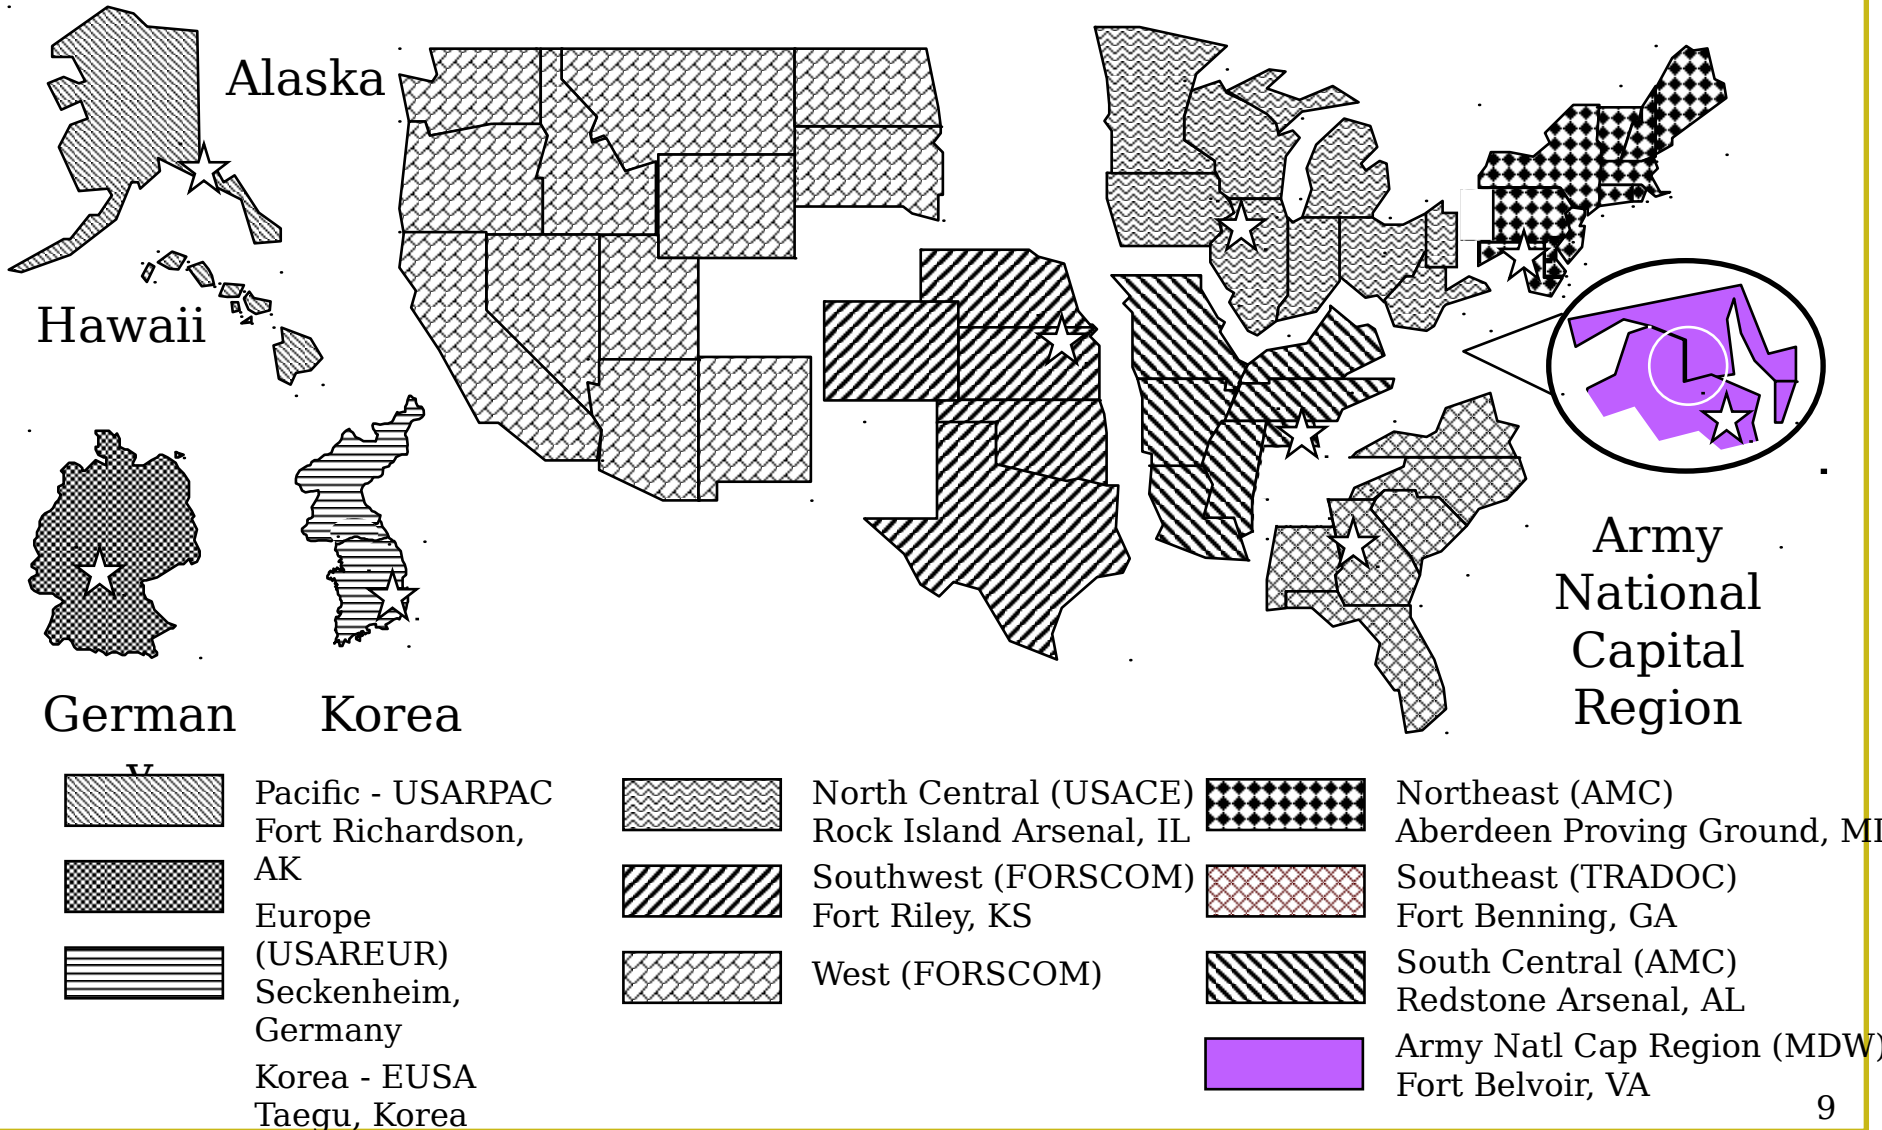 Alaska
Hawaii
German
y
Korea
Army
National
Capital
Region
Pacific - USARPAC
Fort Richardson,
AK
Europe
(USAREUR)
Seckenheim,
Germany
Korea - EUSA
Taegu, Korea
North Central (USACE)
Rock Island Arsenal, IL
Southwest (FORSCOM)
Fort Riley, KS
West (FORSCOM)
Northeast (AMC)
Aberdeen Proving Ground, MD
Southeast (TRADOC)
Fort Benning, GA
South Central (AMC)
Redstone Arsenal, AL
Army Natl Cap Region (MDW)
Fort Belvoir, VA
9